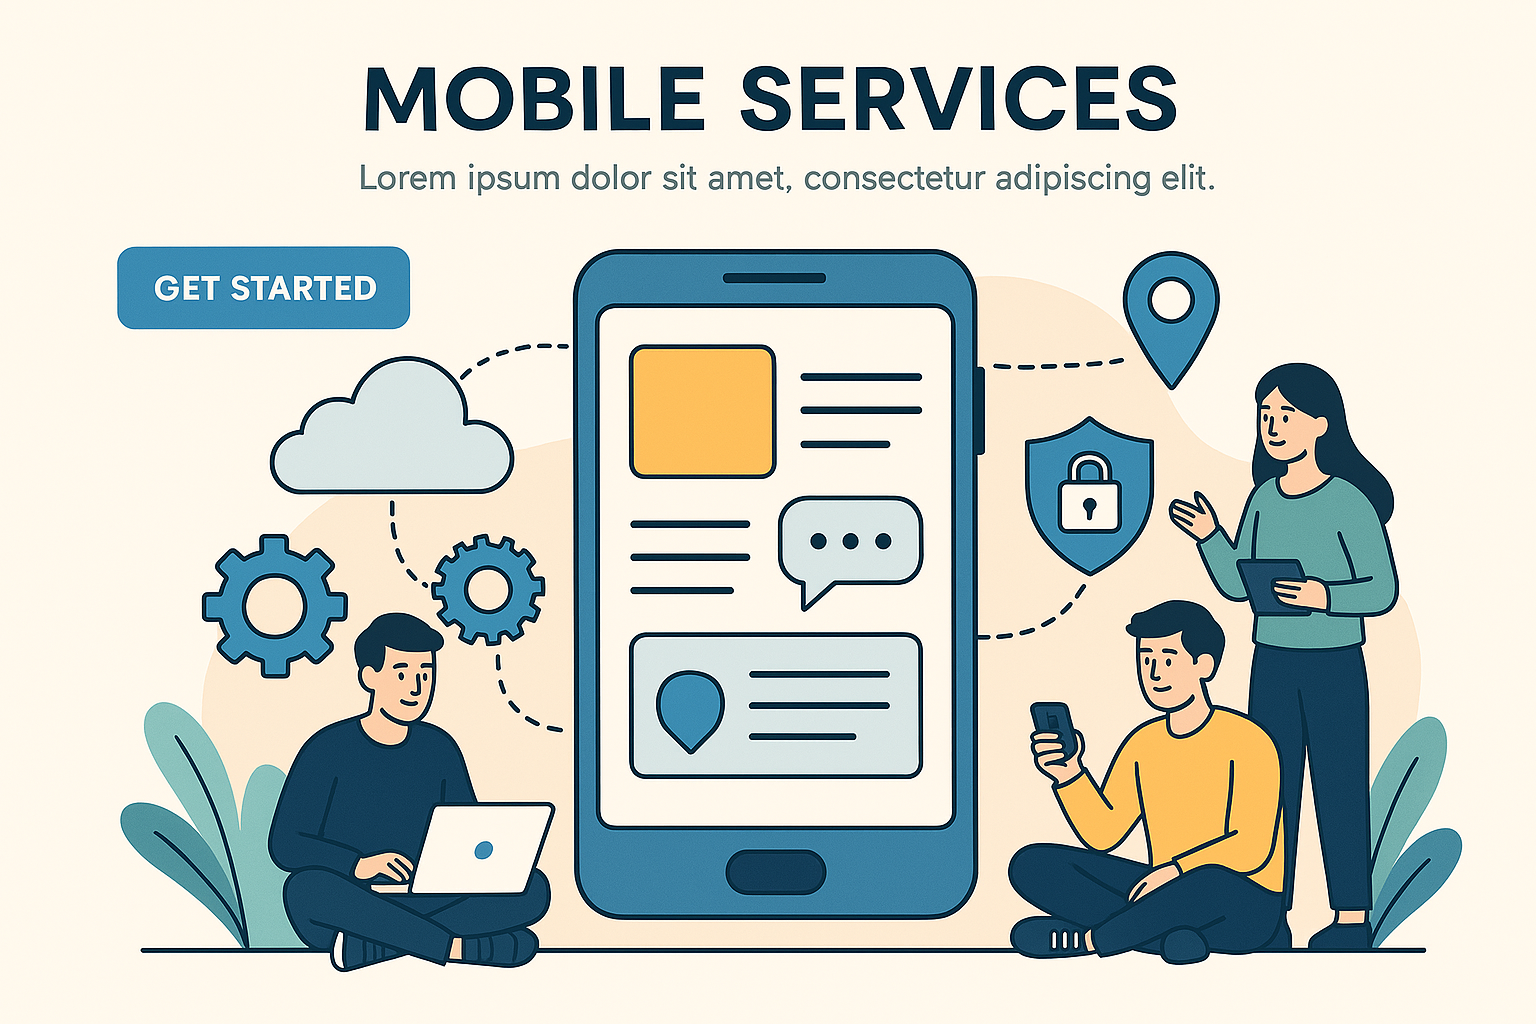 MOBILE SERVICES
Lorem ipsum dolor sit amet, consectetur adipiscing elit.
GET STARTED